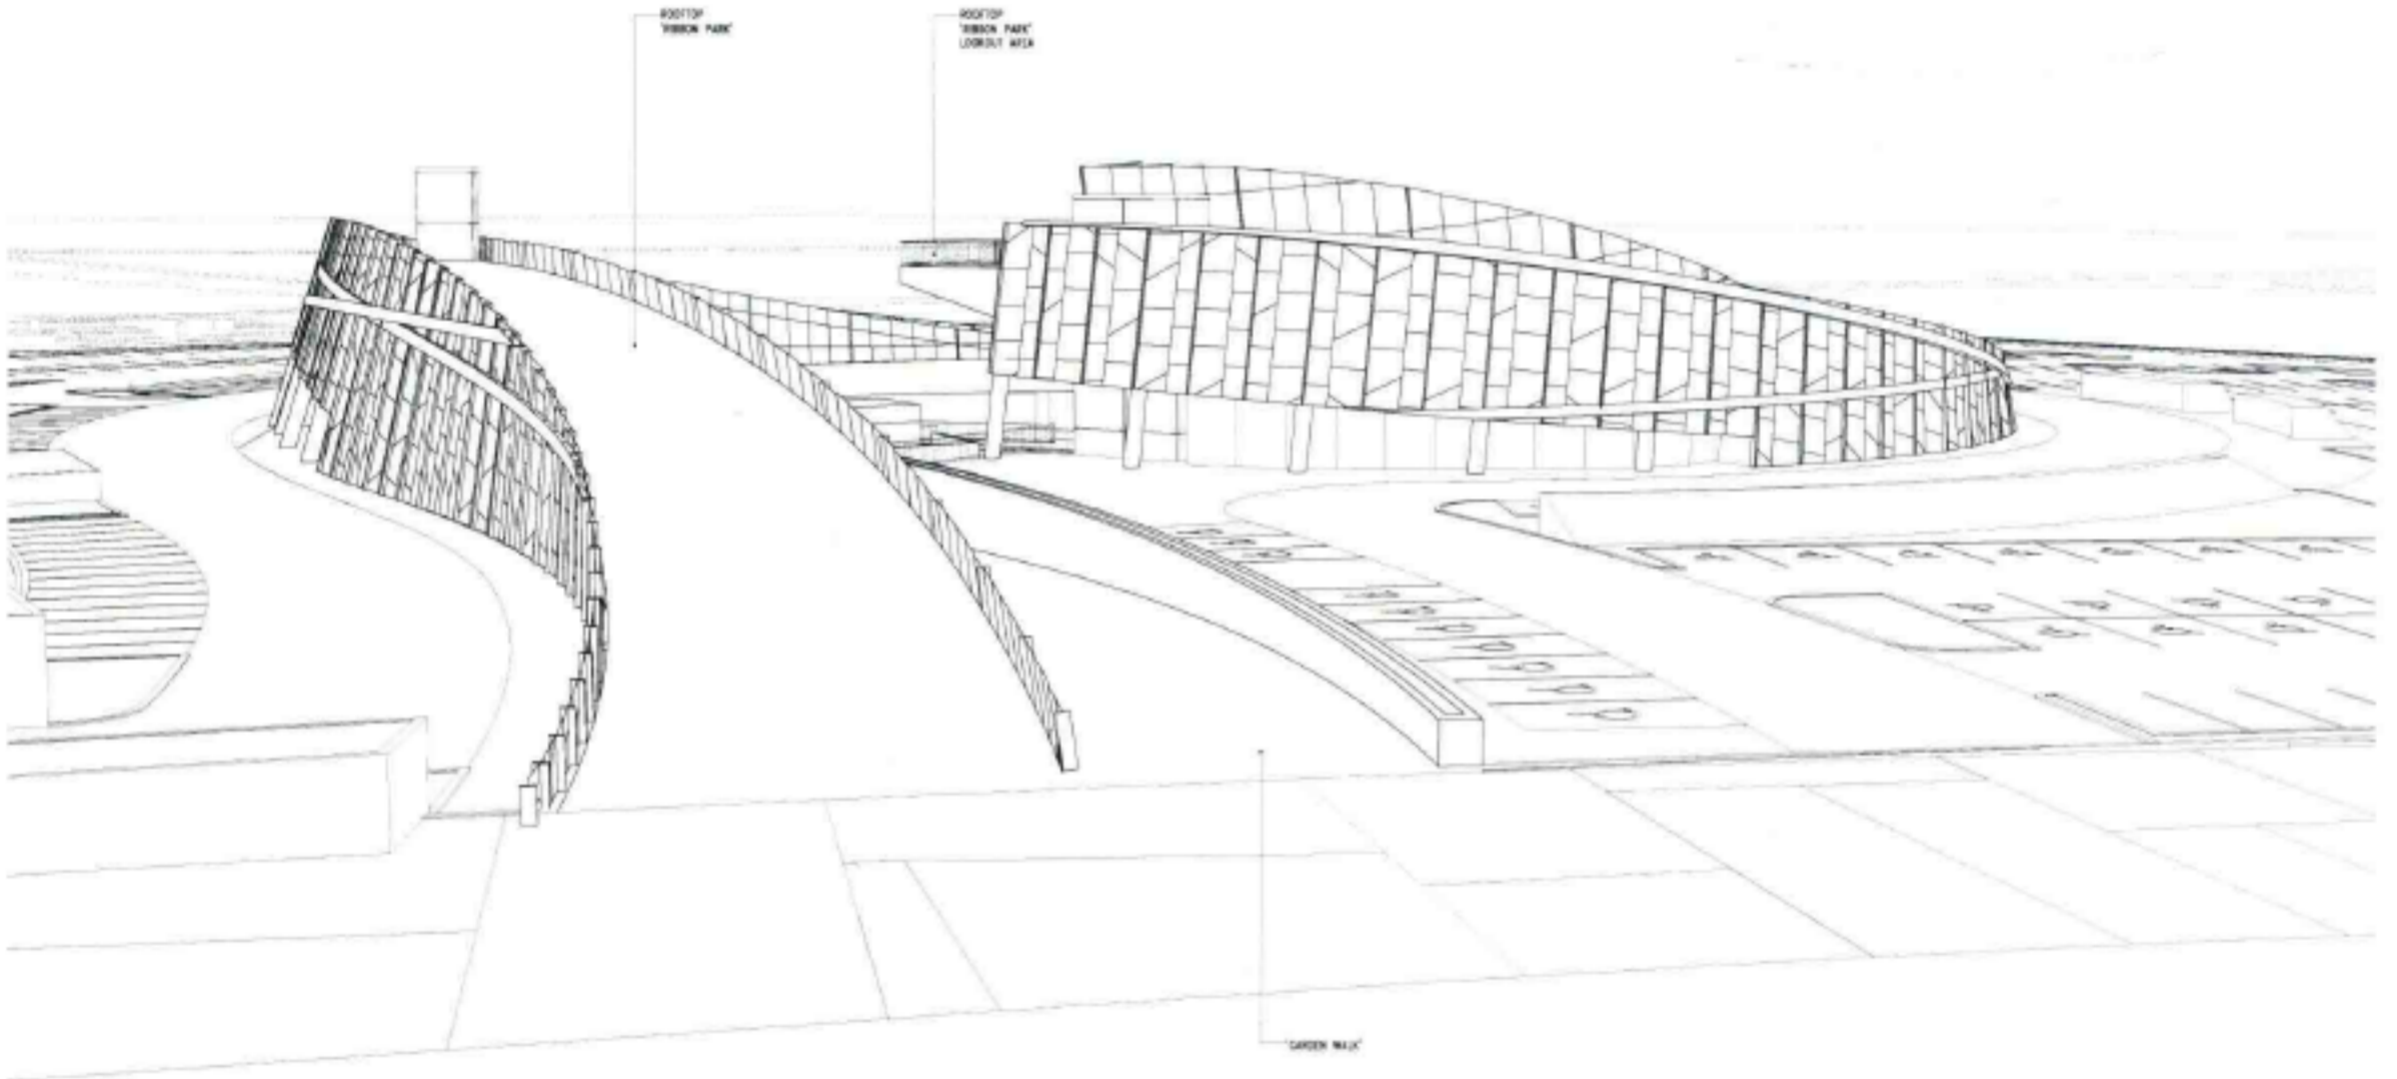 ROOFTOP
'RIBBON PARK'
ROOFTOP
'RIBBON PARK'
LOOKOUT AREA
'GARDEN WALK'